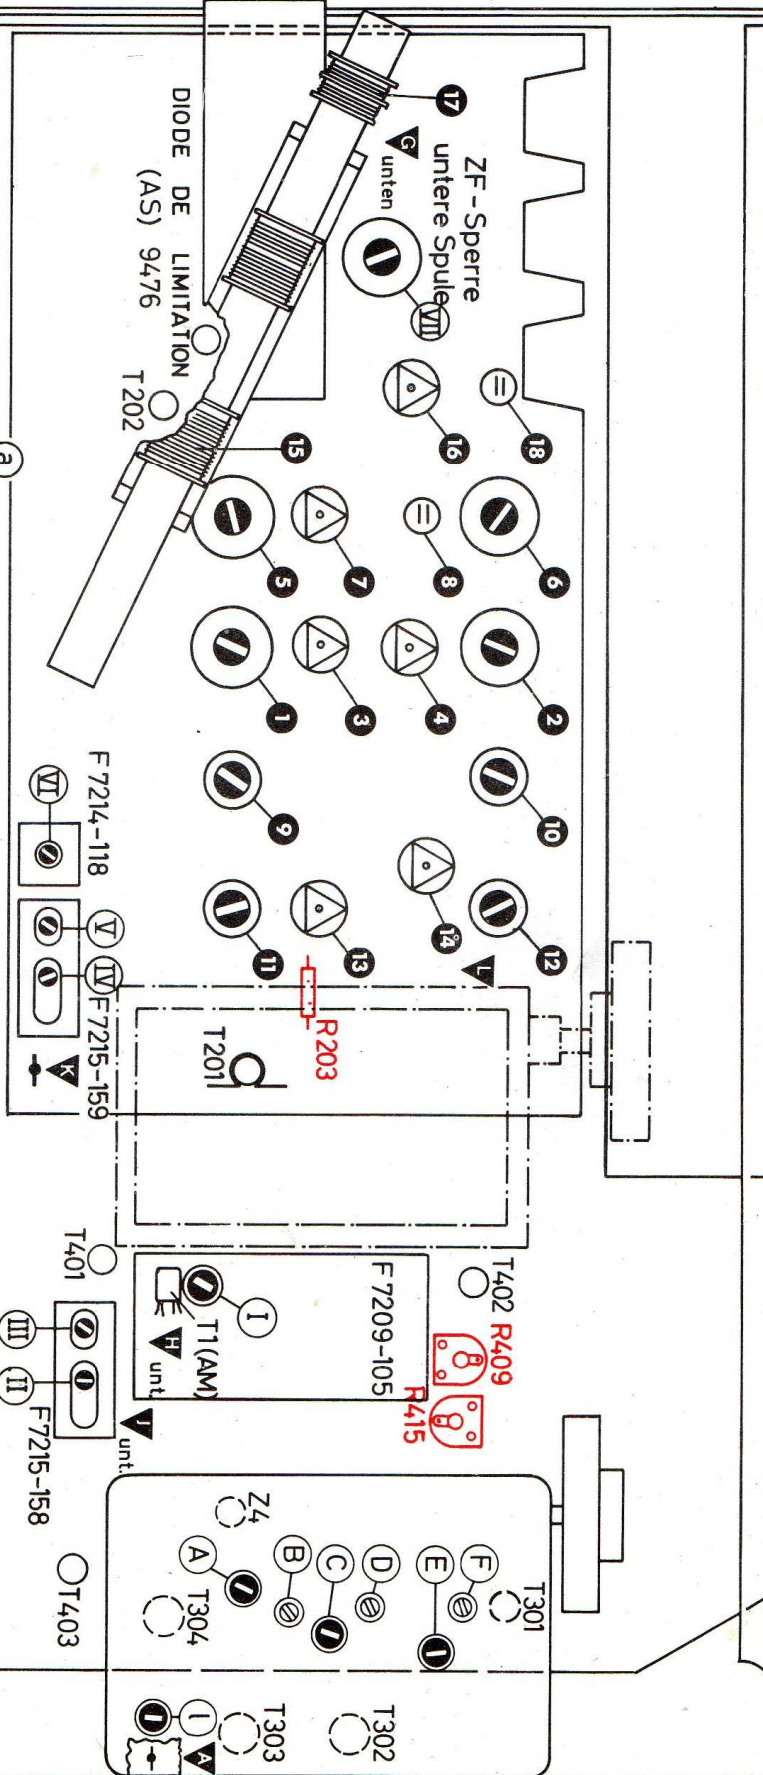 17
G
unten
ZF-Sperre
untere Spule
VII
DIODE DE LIMITATION
(AS) 9476
T202
16
18
15
a
5
7
8
6
1
3
4
2
F 7214-118
VI
9
10
14
V
IV
F7215-159
11
13
12
L
R203
T201
K
T401
T402
F 7209-105
I
T1 (AM)
H
unt.
R409
R415
III
II
F7215-158
J
unt.
Z4
A
B
C
D
E
F
T301
T304
T403
I
T303
T302
A